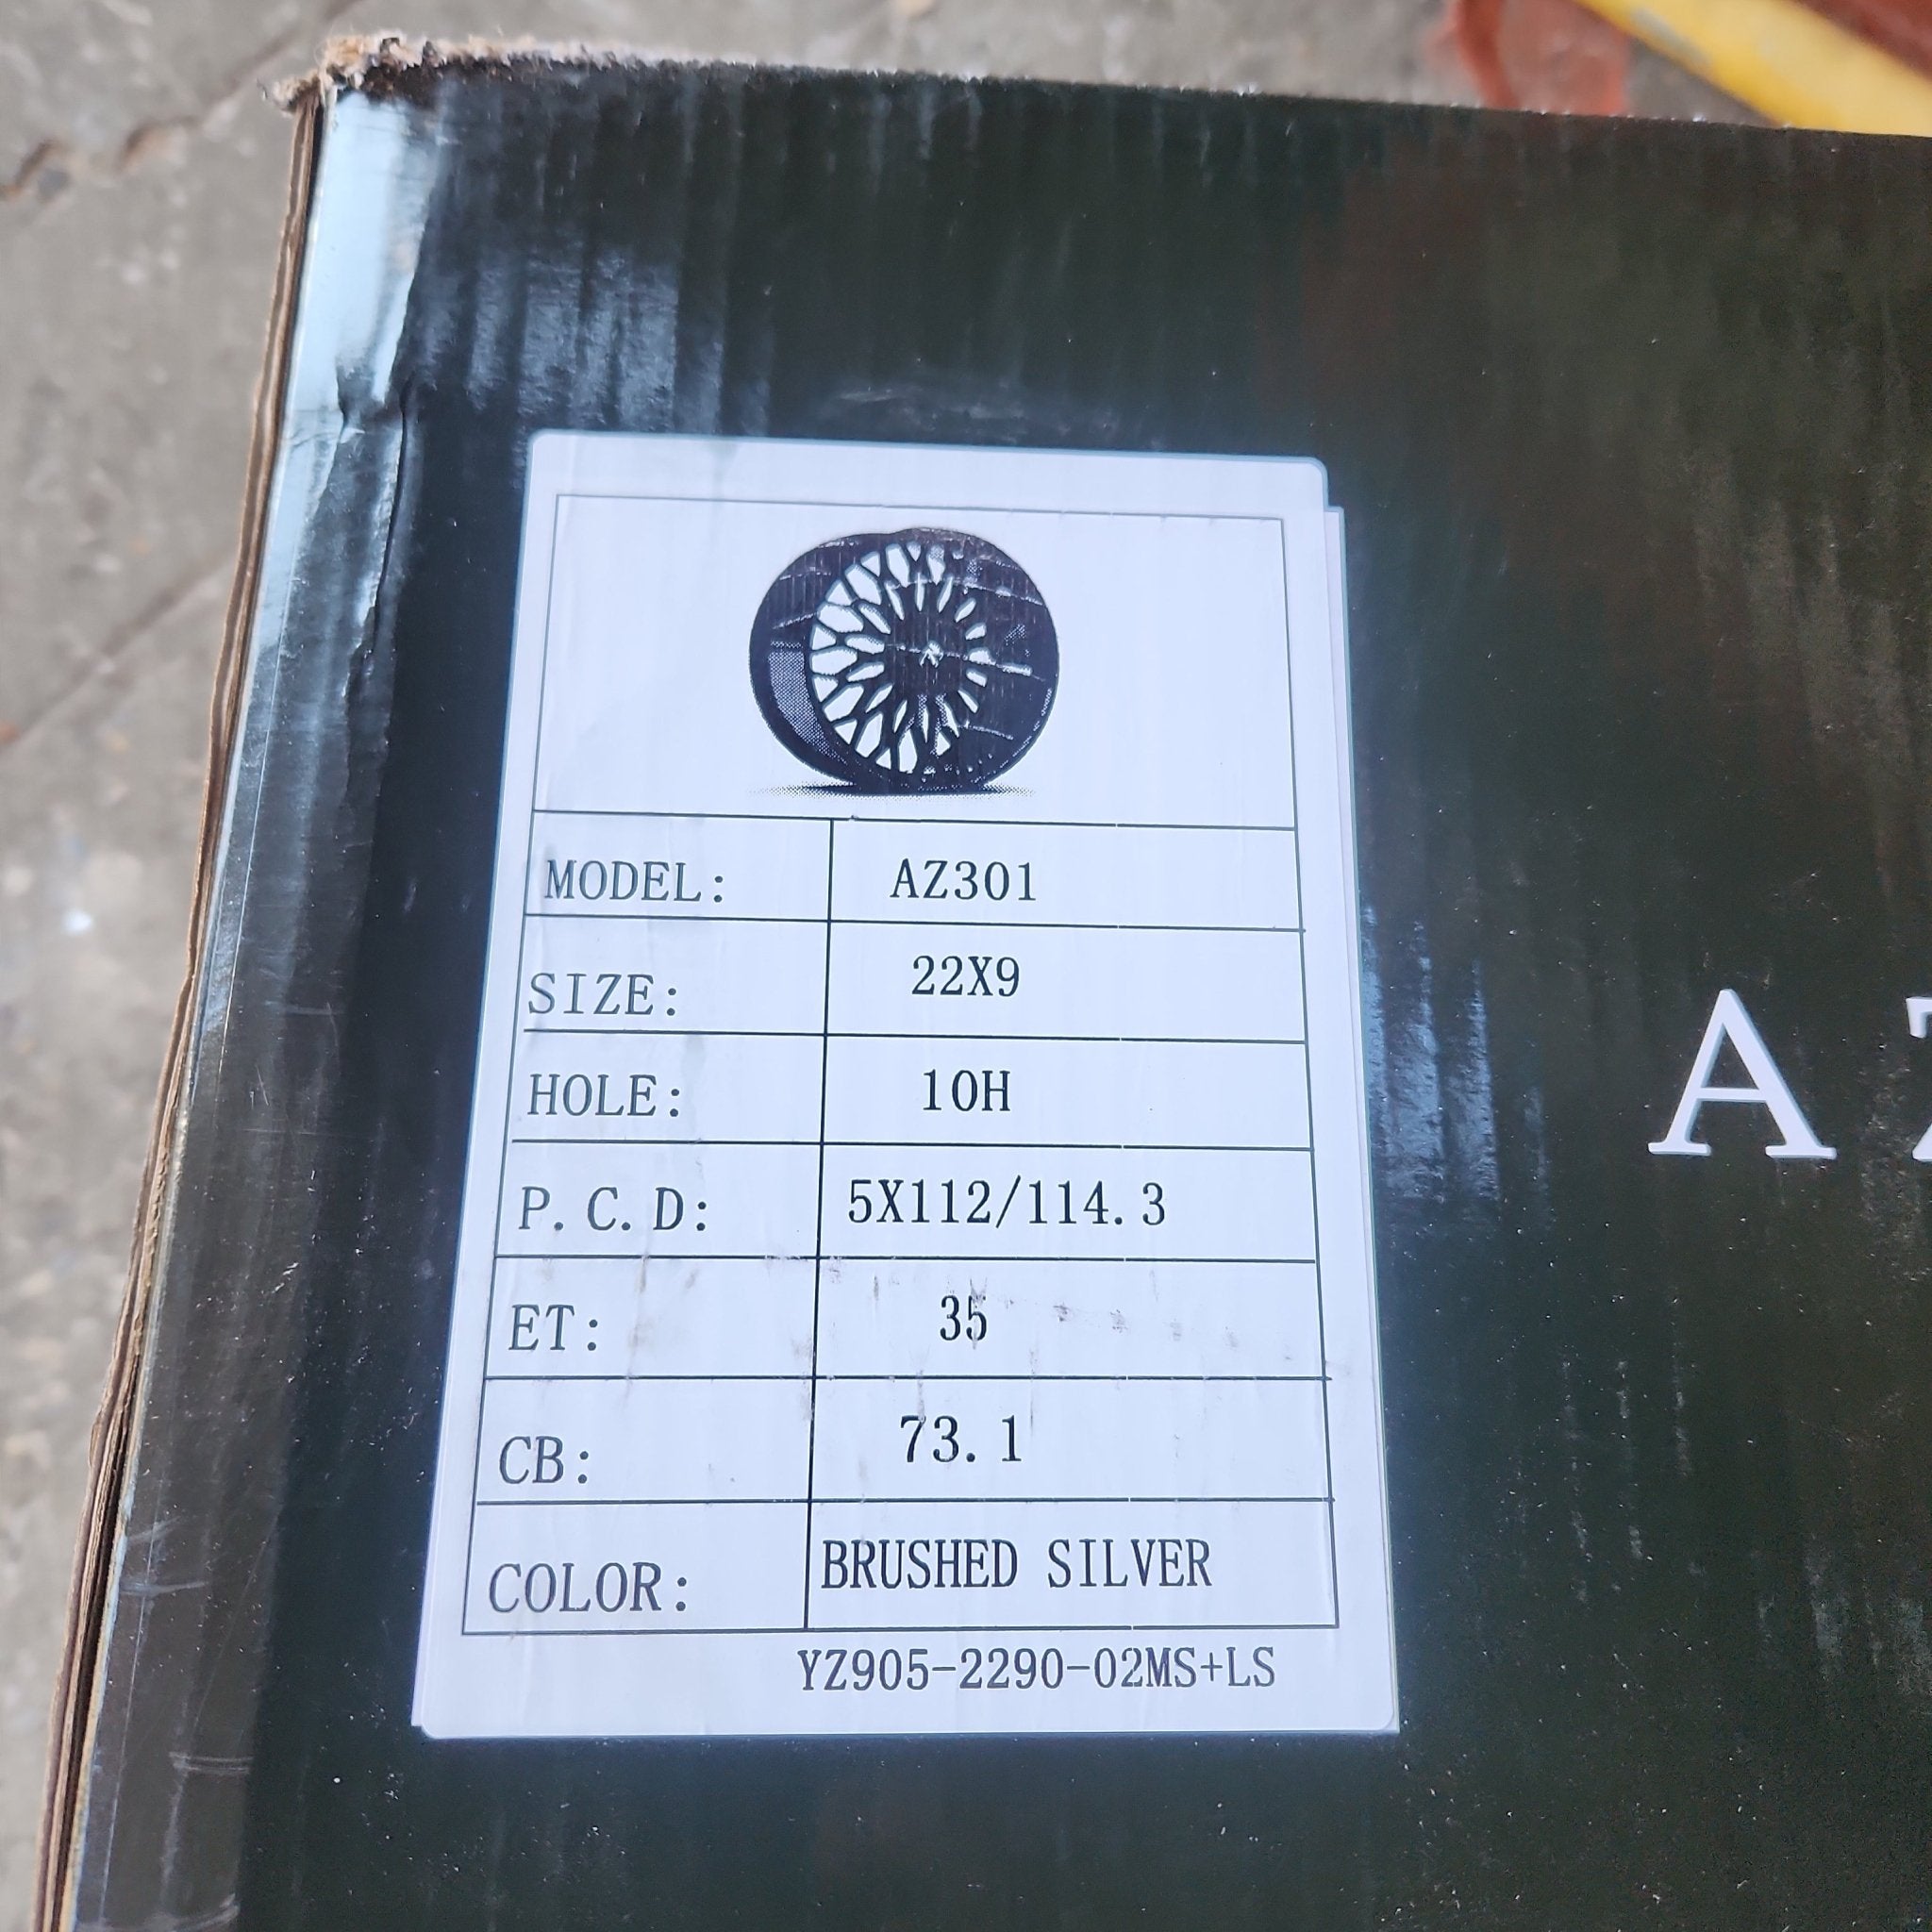 MODEL: AZ301
SIZE: 22X9
HOLE: 10H
P.C.D: 5X112/114.3
ET: 35
CB: 73.1
COLOR: BRUSHED SILVER
YZ905-2290-02MS+LS
A